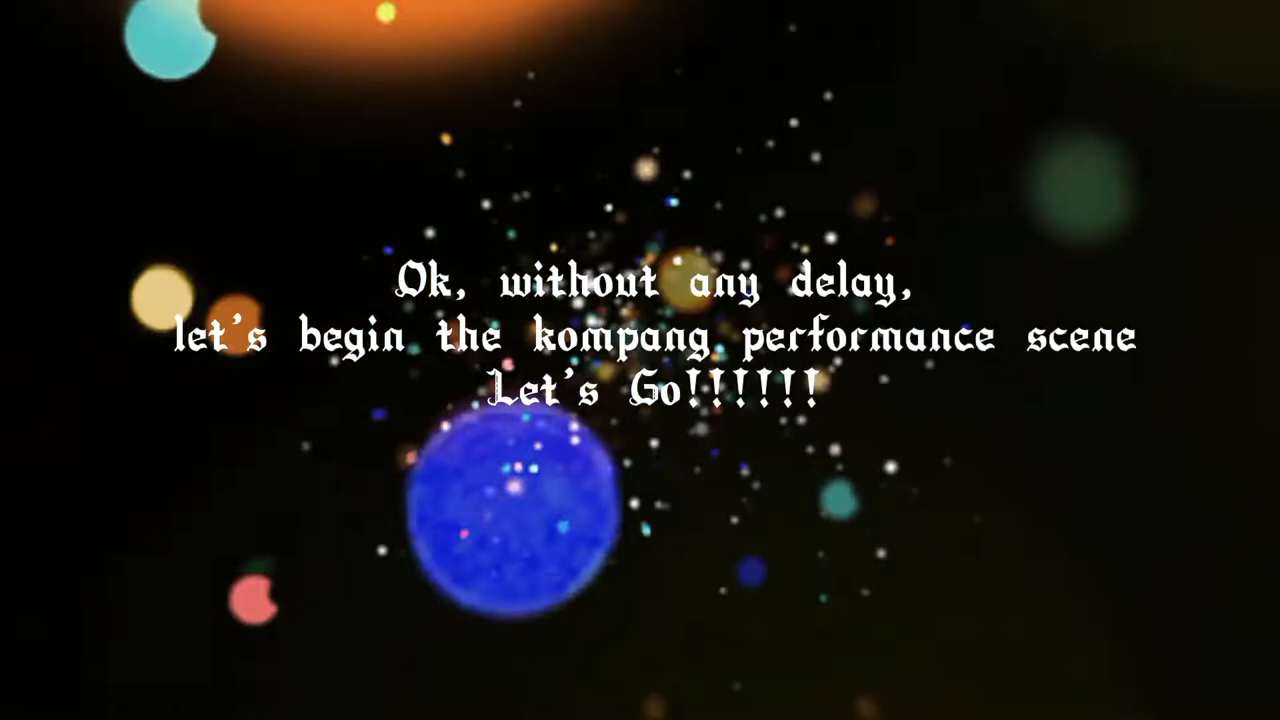 Ok, without any delay,
let's begin the kompang performance scene
Let's Go!!!!!!